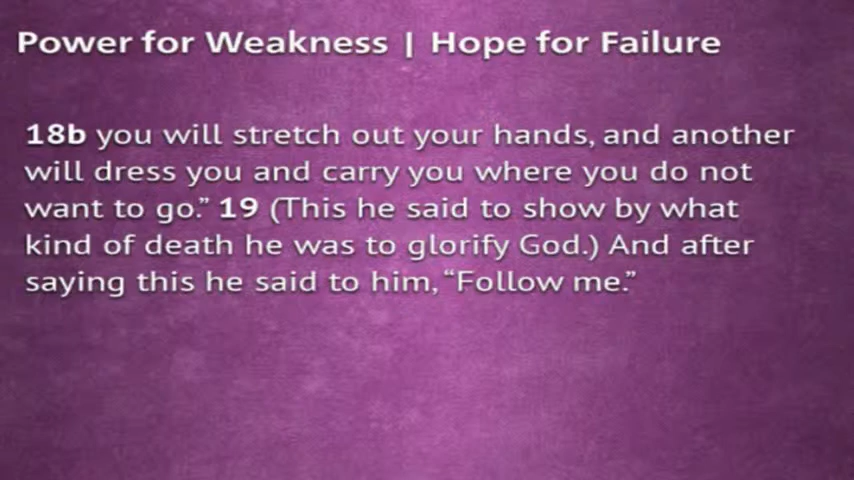 Power for Weakness | Hope for Failure
18b you will stretch out your hands, and another
will dress you and carry you where you do not
want to go.” 19 (This he said to show by what
kind of death he was to glorify God.) And after
saying this he said to him, “Follow me.”